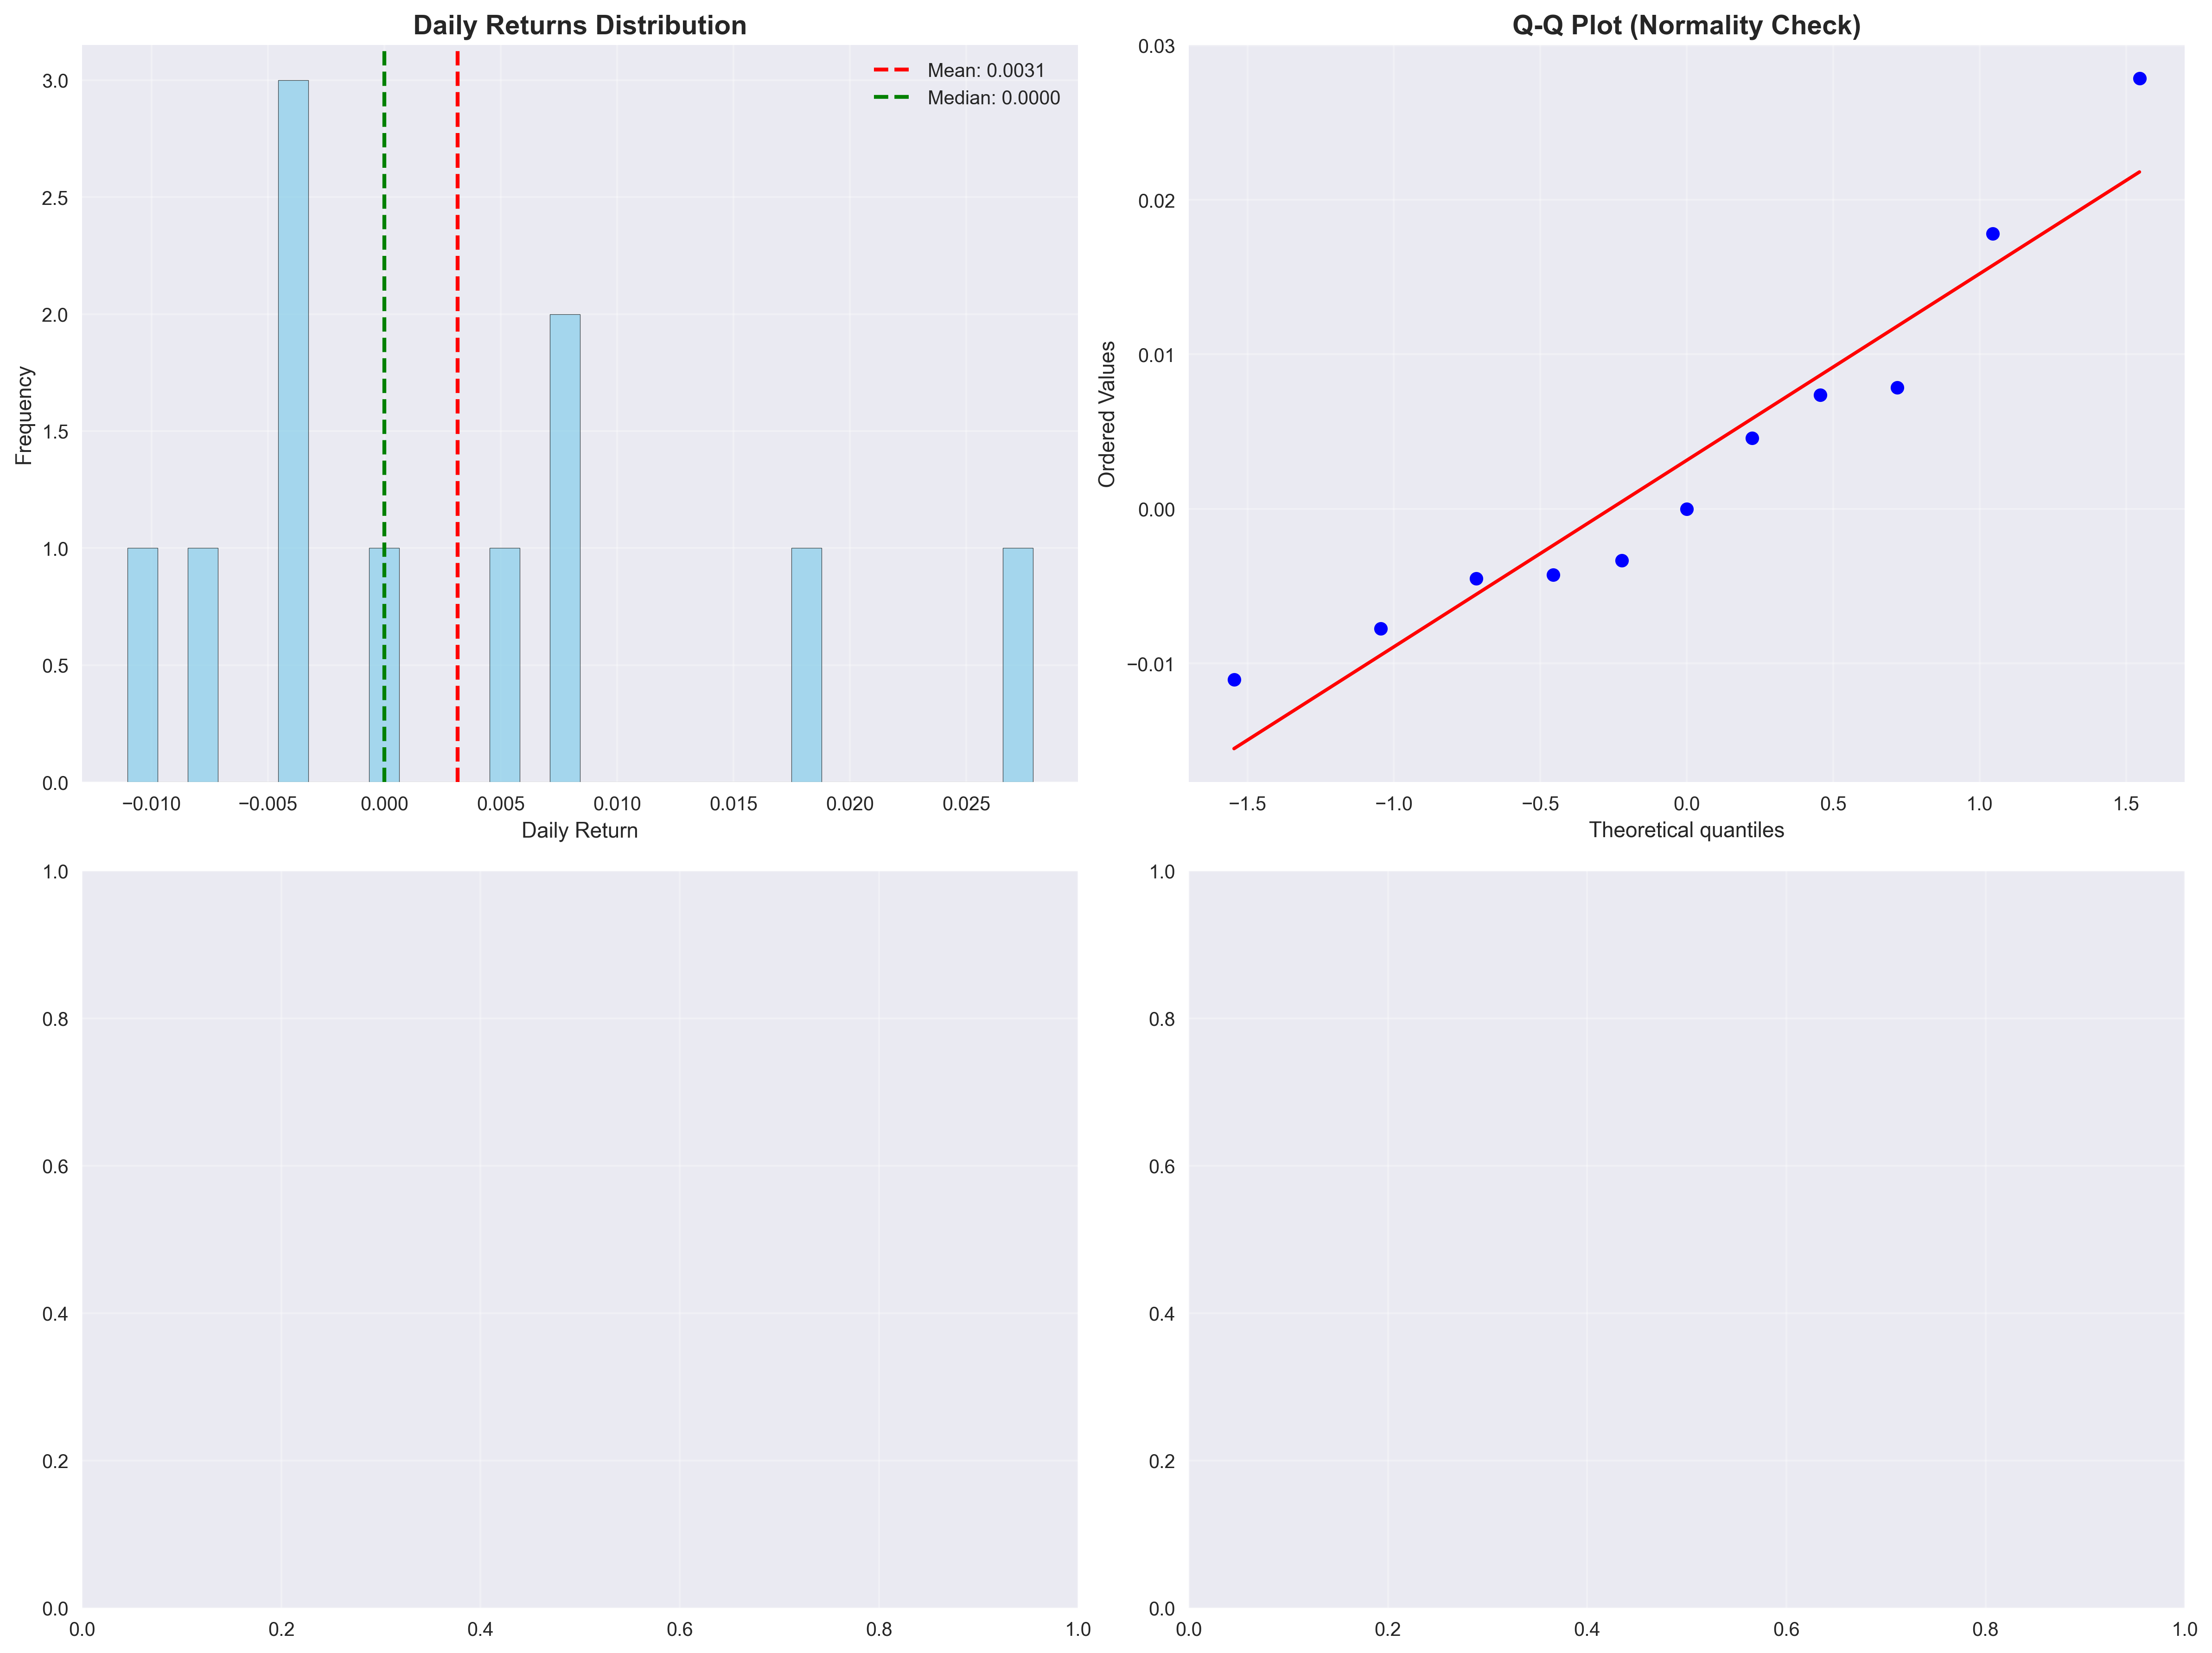 Daily Returns Distribution
Mean: 0.0031
Median: 0.0000
3.0
2.5
2.0
1.5
1.0
0.5
0.0
Frequency
−0.010 −0.005 0.000 0.005 0.010 0.015 0.020 0.025
Daily Return
Q-Q Plot (Normality Check)
0.03
0.02
0.01
0.00
−0.01
Ordered Values
−1.5 −1.0 −0.5 0.0 0.5 1.0 1.5
Theoretical quantiles
1.0
0.8
0.6
0.4
0.2
0.0
0.0 0.2 0.4 0.6 0.8 1.0
1.0
0.8
0.6
0.4
0.2
0.0
0.0 0.2 0.4 0.6 0.8 1.0